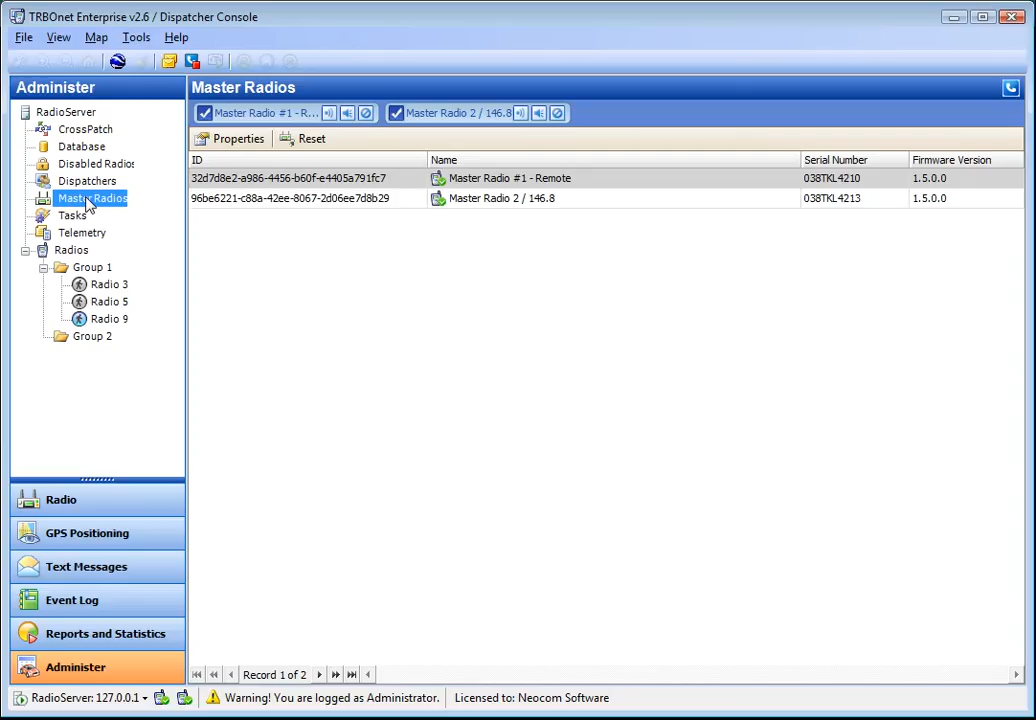 TRBOnet Enterprise v2.6 / Dispatcher Console
File View Map Tools Help
Administer
RadioServer
CrossPatch
Database
Disabled Radios
Dispatchers
Master Radios
Tasks
Telemetry
Radios
Group 1
Radio 3
Radio 5
Radio 9
Group 2
Radio
GPS Positioning
Text Messages
Event Log
Reports and Statistics
Administer
Master Radios
Master Radio #1 - R... Master Radio 2 / 146.8
Properties Reset
ID Name Serial Number Firmware Version
32d7d8e2-a986-4456-b60f-e4405a791fc7 Master Radio #1 - Remote 038TKL4210 1.5.0.0
96be6221-c88a-42ee-8067-2d06ee7d8b29 Master Radio 2 / 146.8 038TKL4213 1.5.0.0
Record 1 of 2
RadioServer: 127.0.0.1 Warning! You are logged as Administrator. Licensed to: Neocom Software